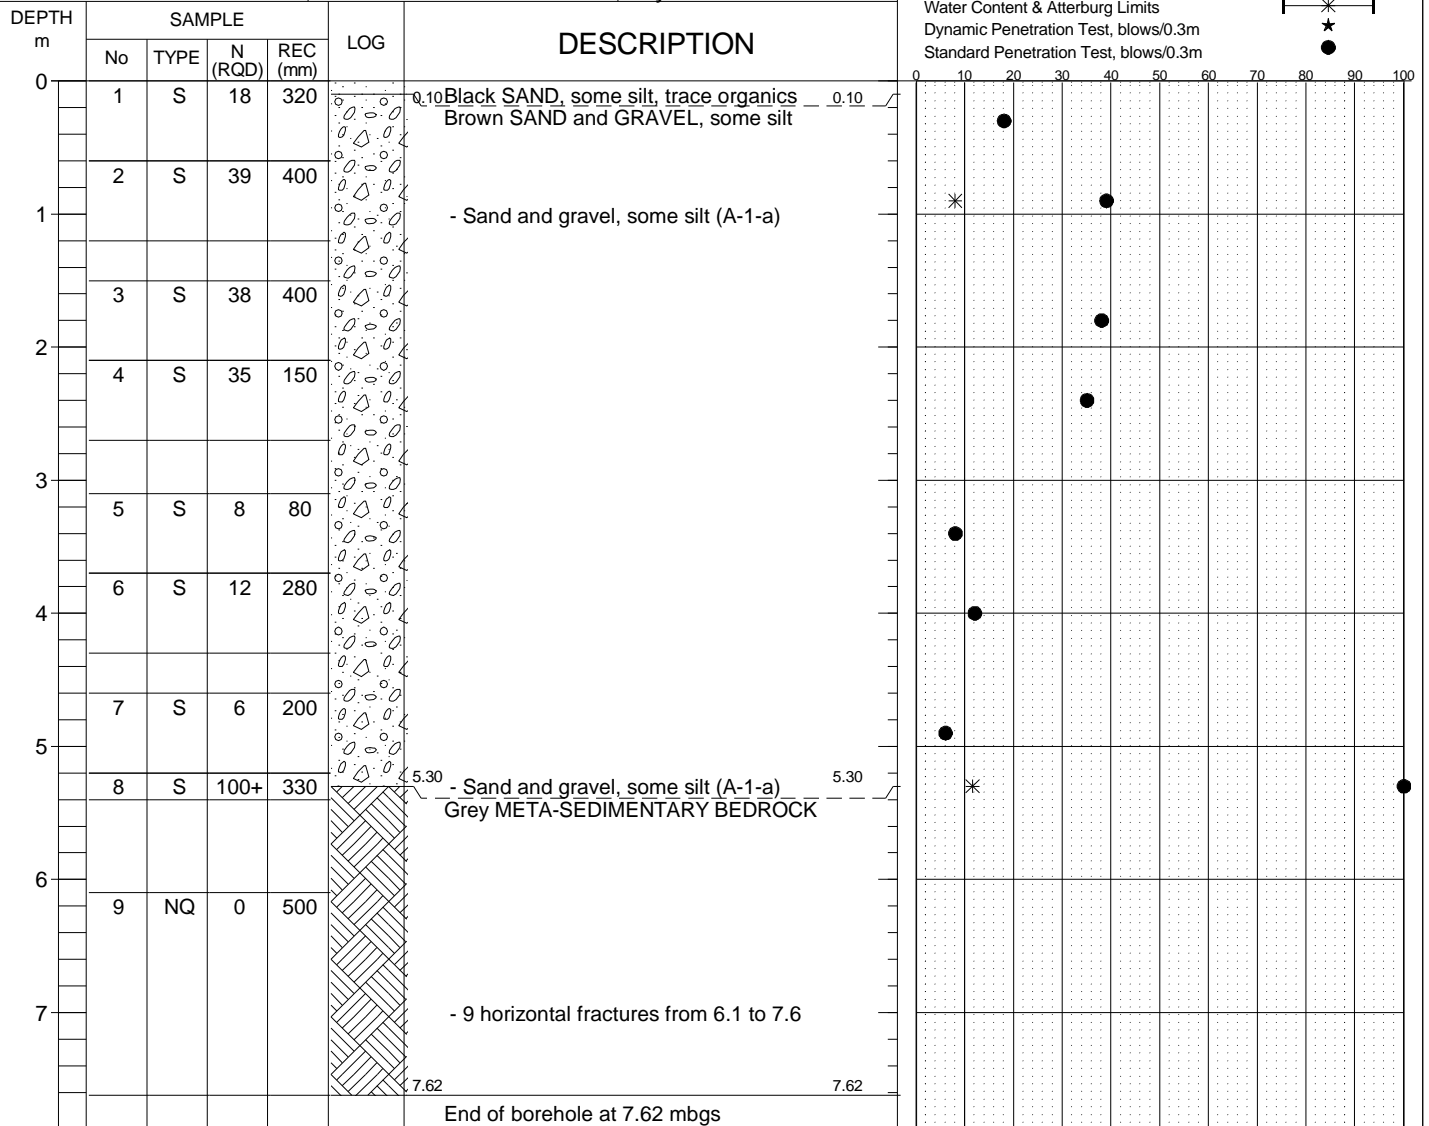 Water Content & Atterburg Limits
Dynamic Penetration Test, blows/0.3m
Standard Penetration Test, blows/0.3m
DEPTH m
SAMPLE
LOG
DESCRIPTION
No TYPE N (RQD) REC (mm)
0 10 20 30 40 50 60 70 80 90 100
0
1 S 18 320
0.10 Black SAND, some silt, trace organics 0.10
Brown SAND and GRAVEL, some silt
2 S 39 400
1
- Sand and gravel, some silt (A-1-a)
3 S 38 400
2
4 S 35 150
3
5 S 8 80
6 S 12 280
4
7 S 6 200
5
8 S 100+ 330
5.30 - Sand and gravel, some silt (A-1-a) 5.30
Grey META-SEDIMENTARY BEDROCK
6
9 NQ 0 500
7
- 9 horizontal fractures from 6.1 to 7.6
7.62 7.62
End of borehole at 7.62 mbgs